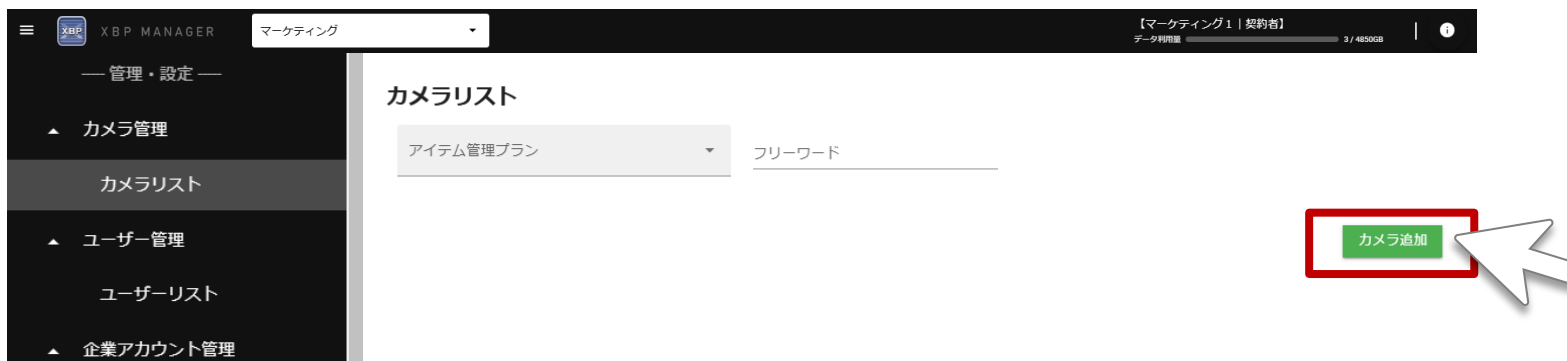 XBP XBP MANAGER マーケティング 【マーケティング１｜契約者】
データ利用量 3 / 4850GB
── 管理・設定 ──
カメラ管理
カメラリスト
ユーザー管理
ユーザーリスト
企業アカウント管理
カメラリスト
アイテム管理プラン フリーワード
カメラ追加